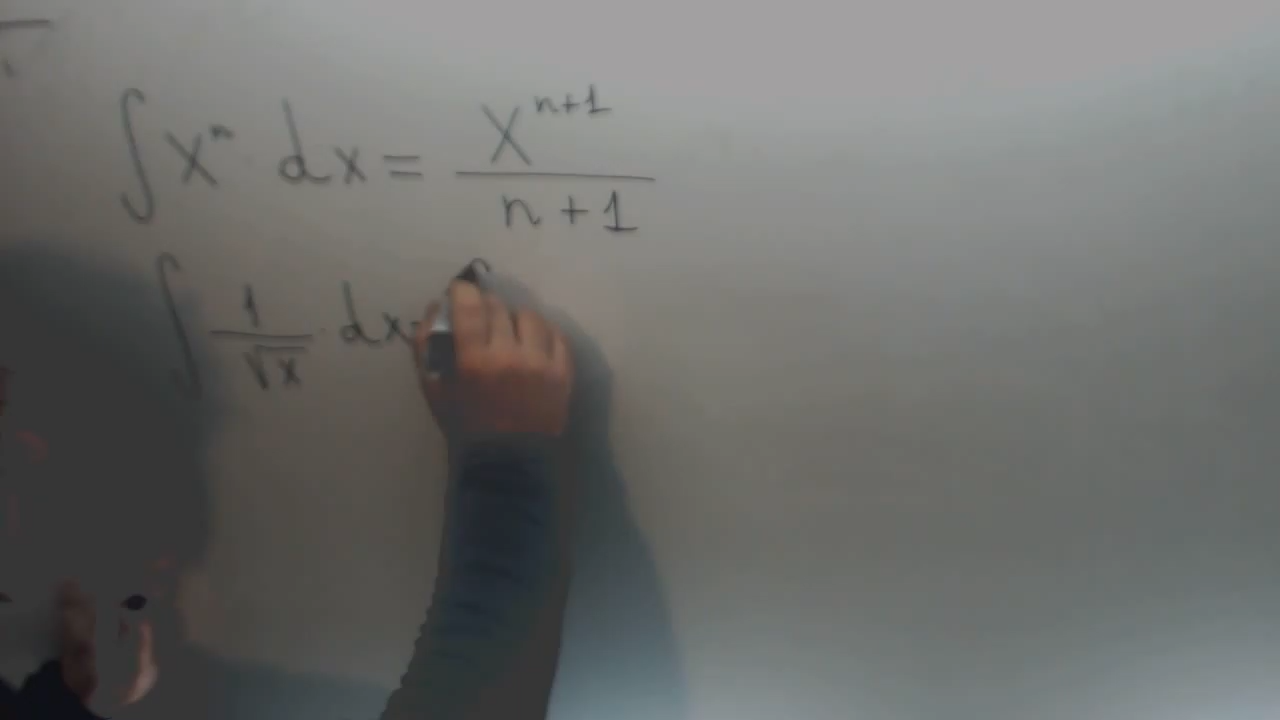 ∫ xⁿ dx = xⁿ⁺¹ / n+1
∫ 1/√x · dx = ∫